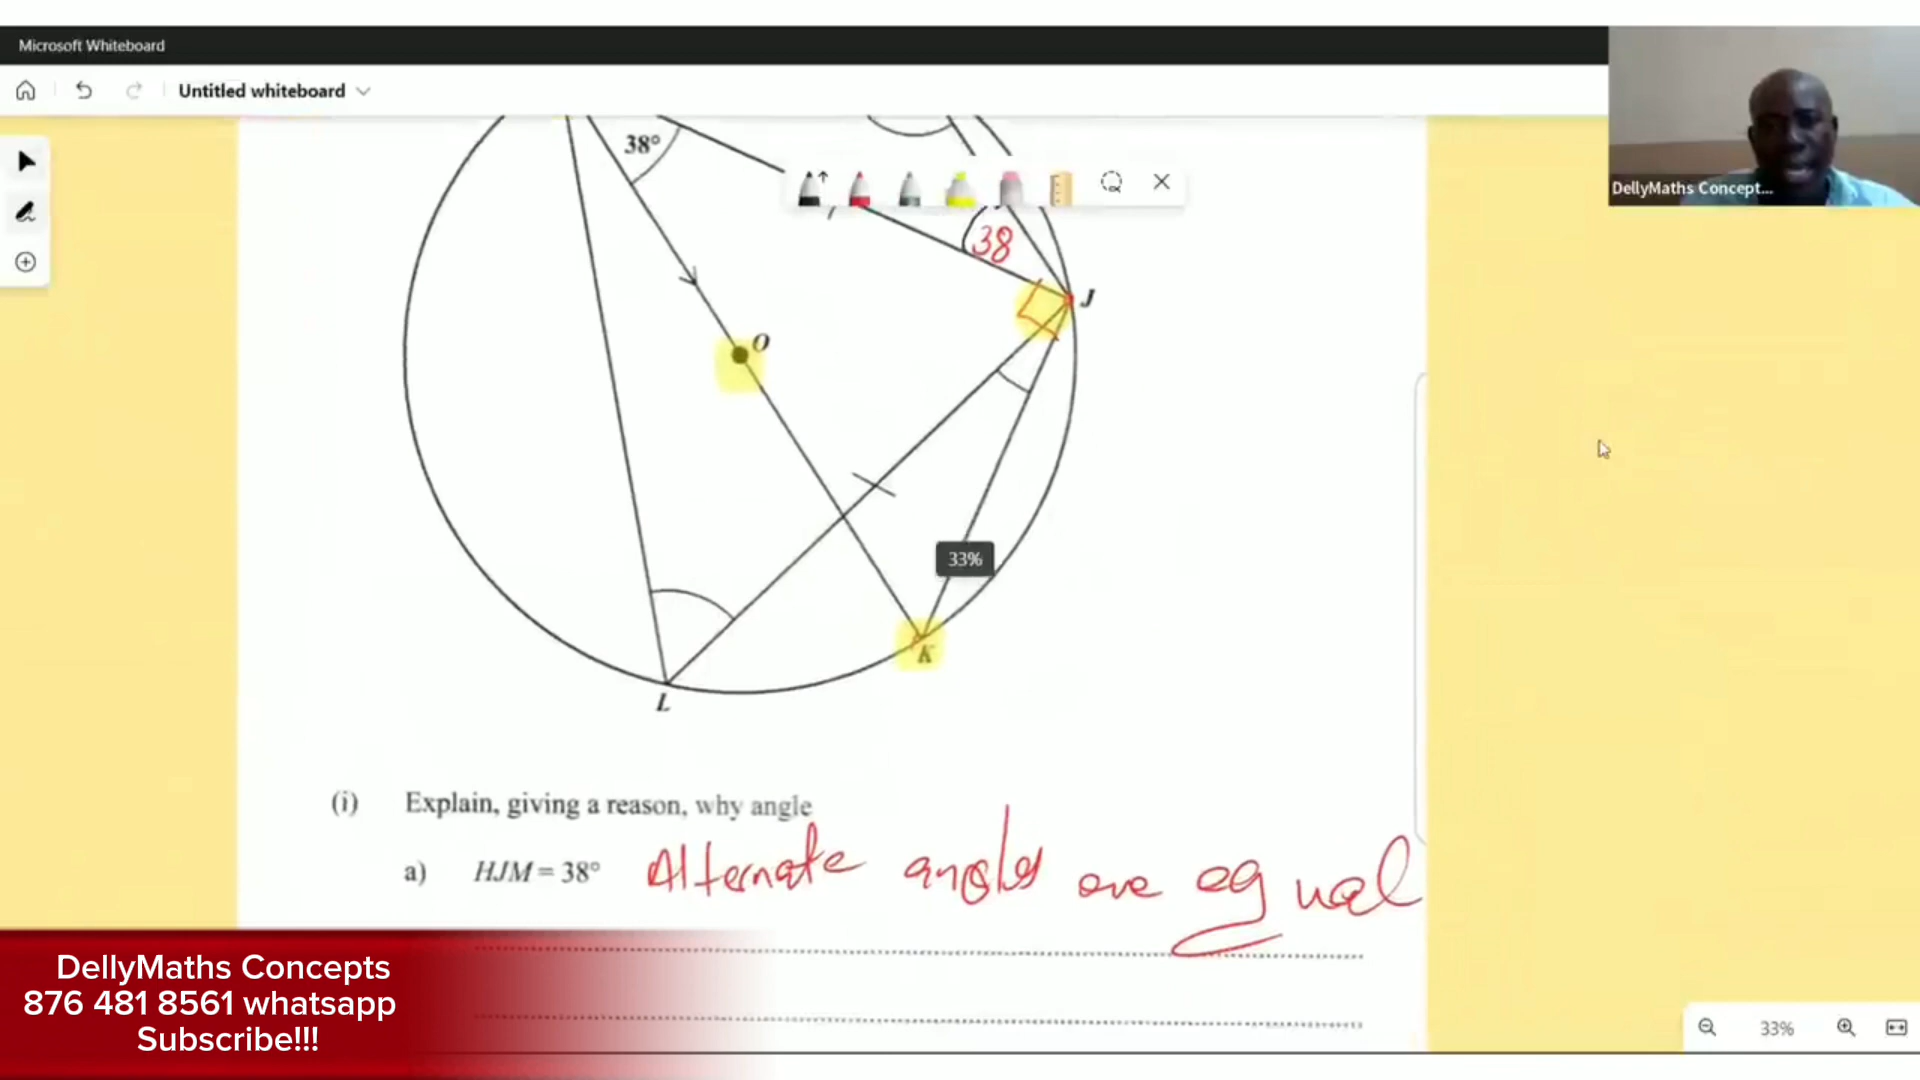 Microsoft Whiteboard
Untitled whiteboard
DellyMaths Concept...
38°
38
J
O
33%
K
L
(i) Explain, giving a reason, why angle
a) HJM = 38° Alternate angles are equal
DellyMaths Concepts
876 481 8561 whatsapp
Subscribe!!!
33%